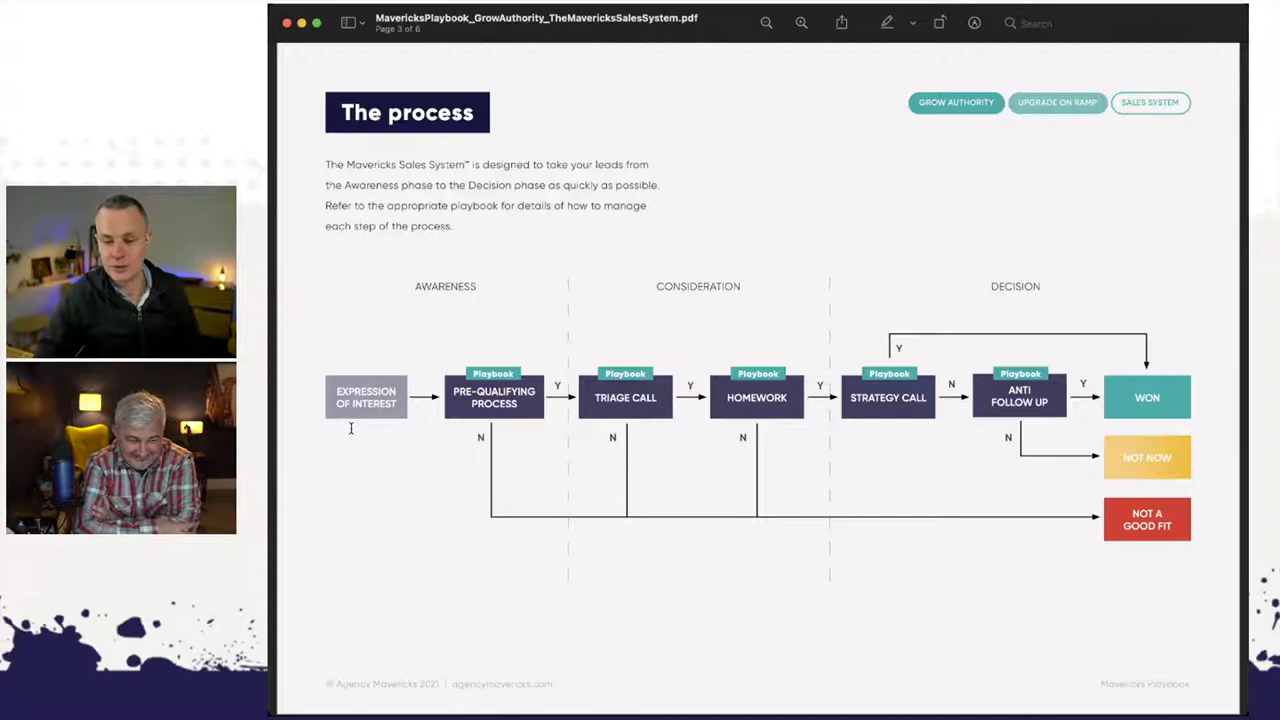 MavericksPlaybook_GrowAuthority_TheMavericksSalesSystem.pdf
Page 3 of 6
Search
The process
GROW AUTHORITY
UPGRADE ON RAMP
SALES SYSTEM
The Mavericks Sales System™ is designed to take your leads from
the Awareness phase to the Decision phase as quickly as possible.
Refer to the appropriate playbook for details of how to manage
each step of the process.
AWARENESS
CONSIDERATION
DECISION
Y
EXPRESSION
OF INTEREST
Playbook
PRE-QUALIFYING
PROCESS
Y
Playbook
TRIAGE CALL
Y
Playbook
HOMEWORK
Y
Playbook
STRATEGY CALL
N
Playbook
ANTI
FOLLOW UP
Y
WON
N
N
N
N
NOT NOW
NOT A
GOOD FIT
© Agency Mavericks 2021 | agencymavericks.com
Mavericks Playbook